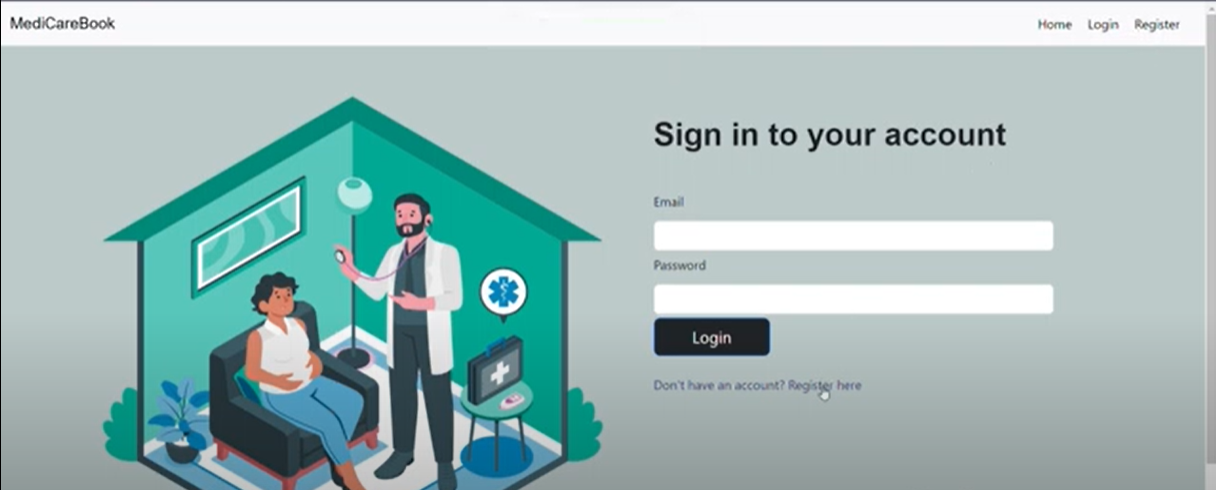 MediCareBook
Home Login Register
Sign in to your account
Email
Password
Login
Don't have an account? Register here